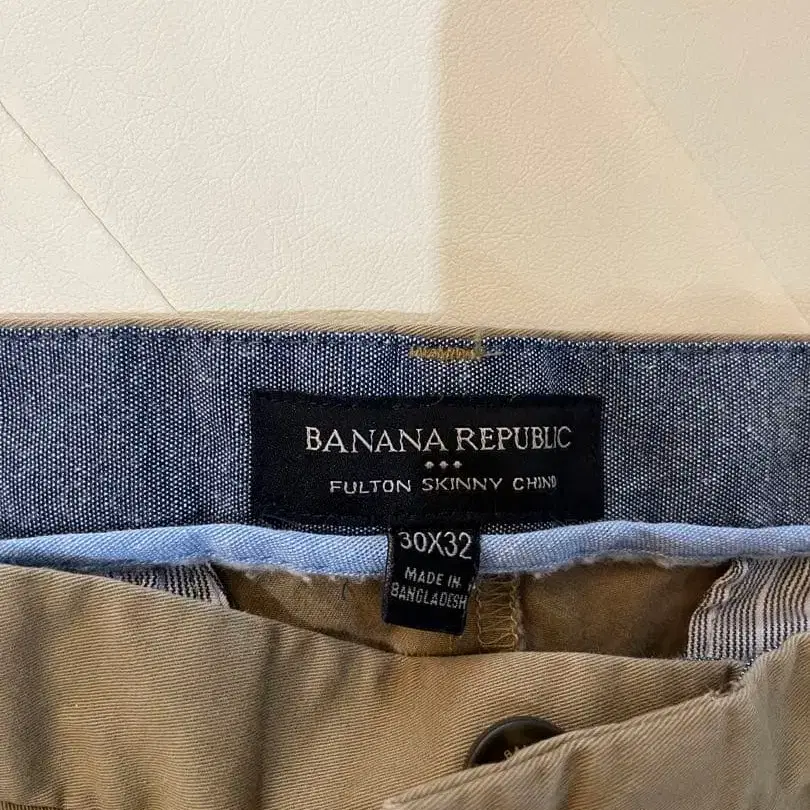 BANANA REPUBLIC
FULTON SKINNY CHINO
30X32
MADE IN
BANGLADESH